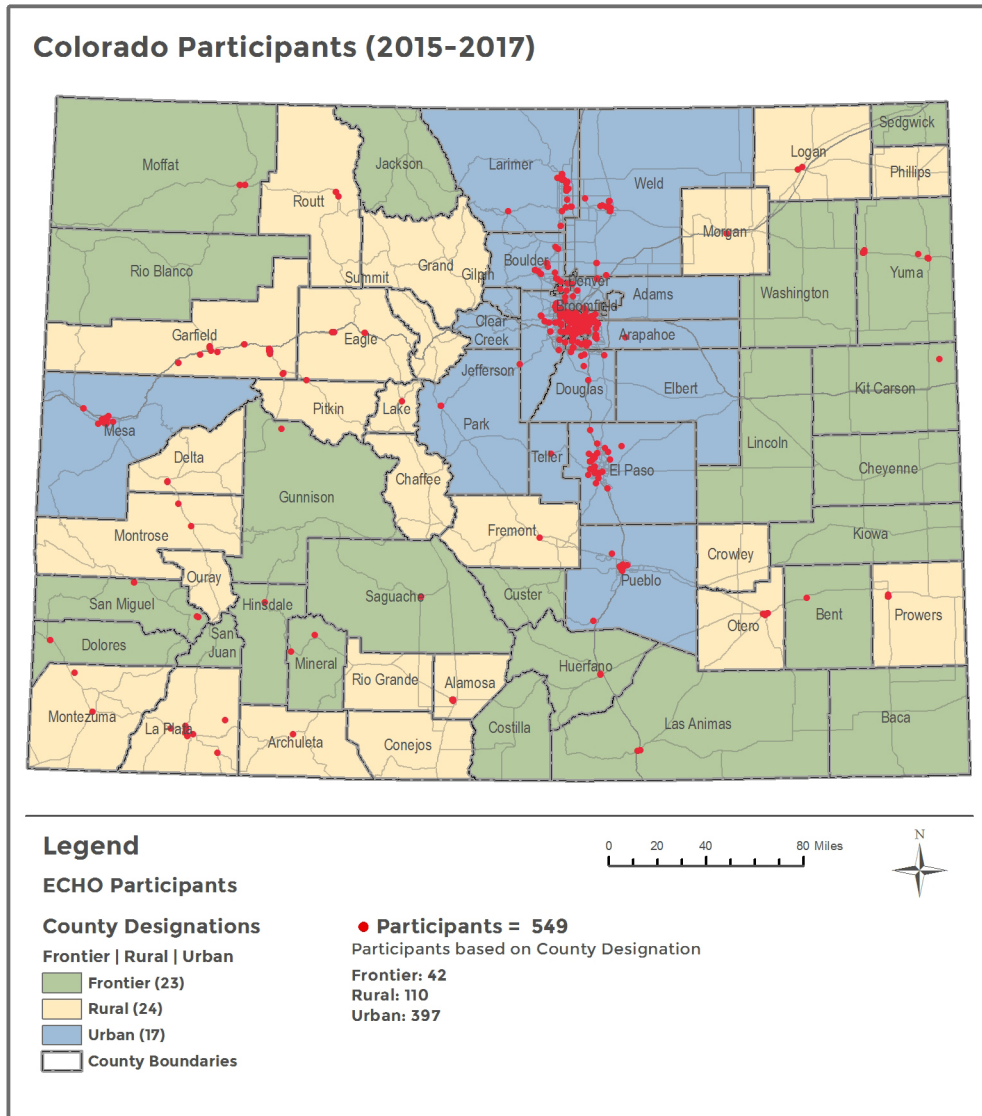 Colorado Participants (2015-2017)
Sedgwick
Logan
Moffat
Jackson
Larimer
Weld
Phillips
Routt
Morgan
Rio Blanco
Grand
Gilpin
Boulder
Summit
Denver
Adams
Washington
Yuma
Broomfield
Garfield
Eagle
Clear
Creek
Arapahoe
Jefferson
Douglas
Elbert
Kit Carson
Pitkin
Lake
Park
Mesa
Lincoln
Delta
Teller
El Paso
Cheyenne
Chaffee
Gunnison
Fremont
Montrose
Kiowa
Crowley
Ouray
Pueblo
San Miguel
Hinsdale
Saguache
Custer
Otero
Bent
Prowers
Dolores
San
Juan
Mineral
Huerfano
Rio Grande
Alamosa
Montezuma
La Plata
Archuleta
Conejos
Costilla
Las Animas
Baca
Legend
0 20 40 80 Miles
N
ECHO Participants
County Designations
Participants = 549
Participants based on County Designation
Frontier | Rural | Urban
Frontier: 42
Frontier (23)
Rural: 110
Rural (24)
Urban: 397
Urban (17)
County Boundaries